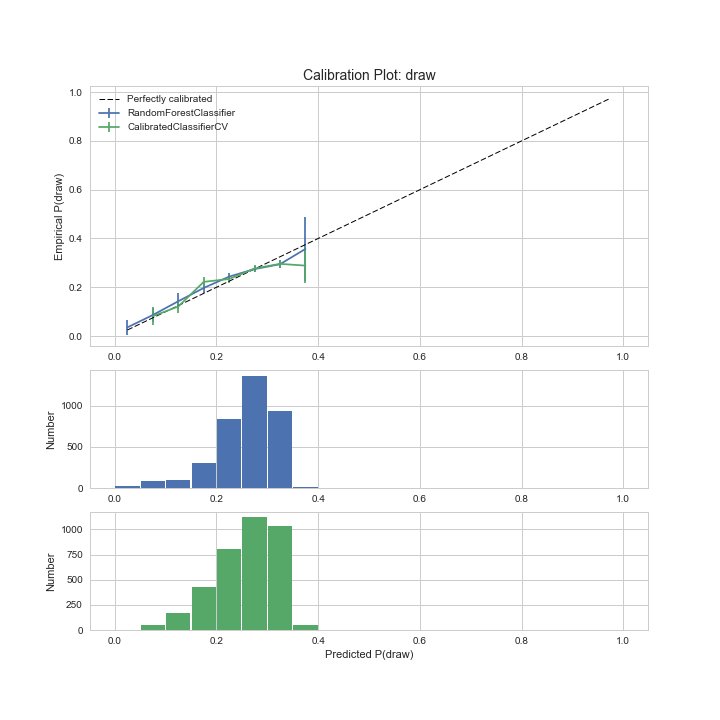 Calibration Plot: draw
1.0
0.8
0.6
0.4
0.2
0.0
Empirical P(draw)
Perfectly calibrated
RandomForestClassifier
CalibratedClassifierCV
0.0 0.2 0.4 0.6 0.8 1.0
1000
500
0
Number
0.0 0.2 0.4 0.6 0.8 1.0
1000
750
500
250
0
Number
0.0 0.2 0.4 0.6 0.8 1.0
Predicted P(draw)